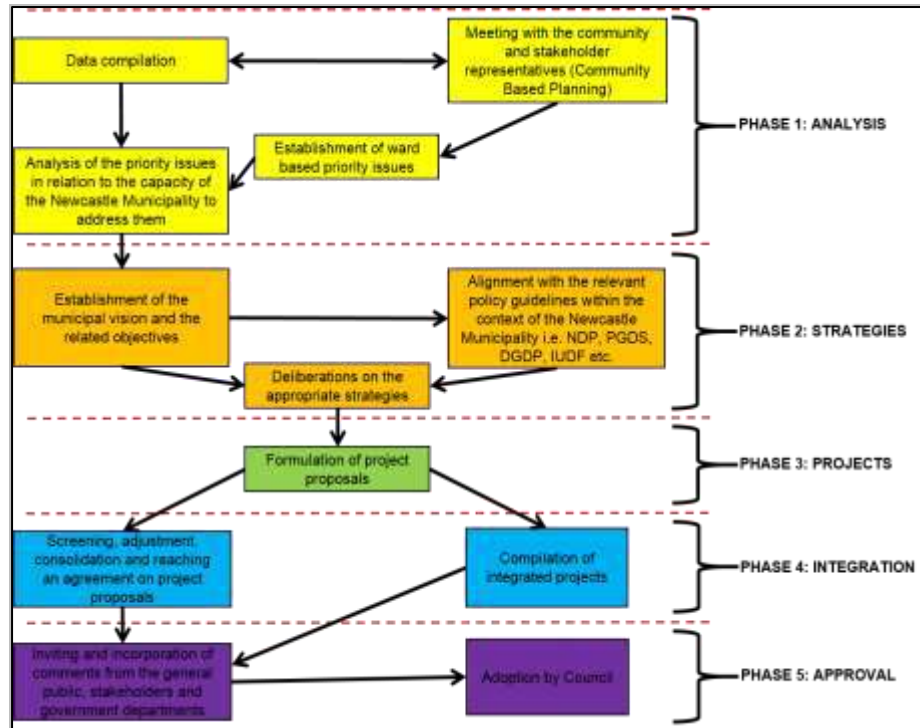 Meeting with the community
and stakeholder
representatives (Community
Based Planning)
Data compilation
PHASE 1: ANALYSIS
Establishment of ward
based priority issues
Analysis of the priority issues
in relation to the capacity of
the Newcastle Municipality to
address them
Establishment of the
municipal vision and the
related objectives
Alignment with the relevant
policy guidelines within the
context of the Newcastle
Municipality i.e. NDP, PGDS,
DGDP, IUDF etc.
PHASE 2: STRATEGIES
Deliberations on the
appropriate strategies
Formulation of project
proposals
PHASE 3: PROJECTS
Screening, adjustment,
consolidation and reaching
an agreement on project
proposals
Compilation of
integrated projects
PHASE 4: INTEGRATION
Inviting and incorporation of
comments from the general
public, stakeholders and
government departments
Adoption by Council
PHASE 5: APPROVAL